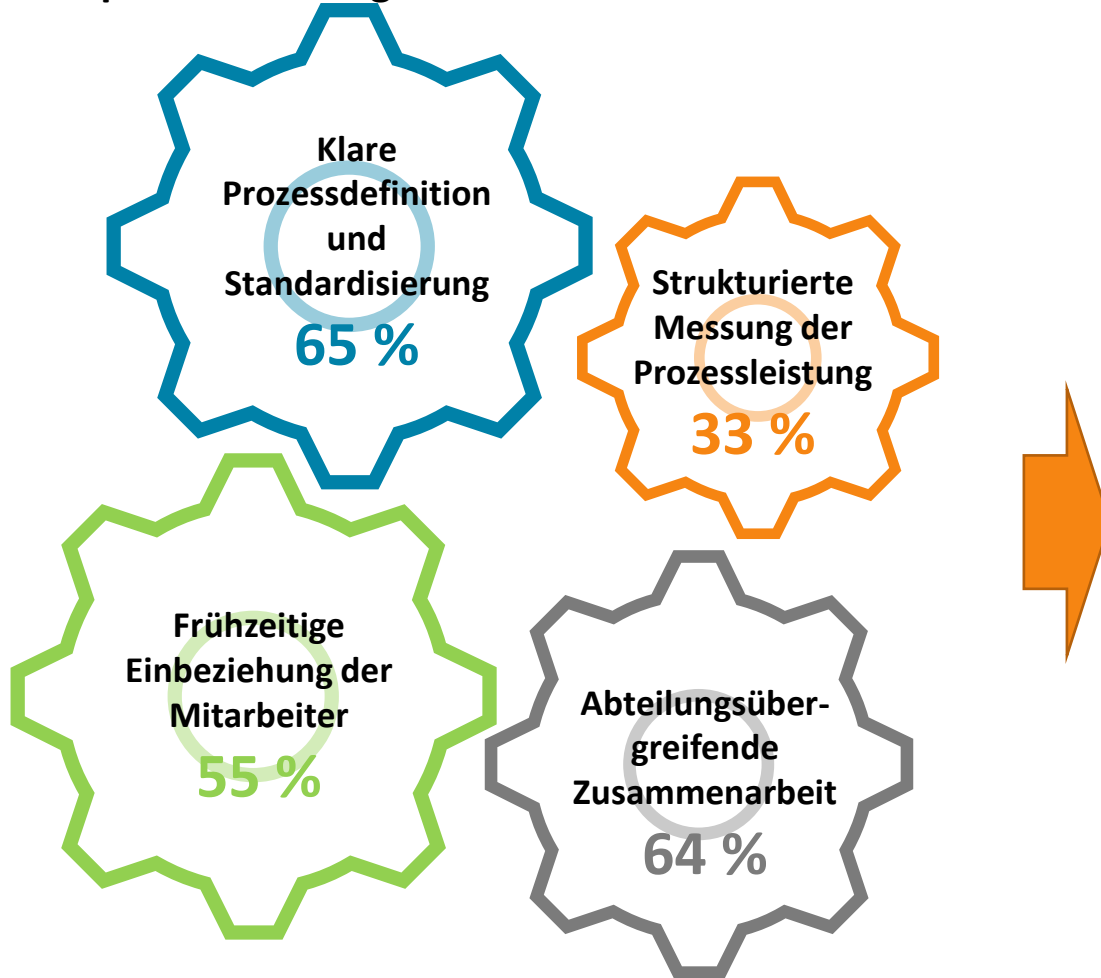 Klare
Prozessdefinition
und
Standardisierung
65 %
Strukturierte
Messung der
Prozessleistung
33 %
Frühzeitige
Einbeziehung der
Mitarbeiter
55 %
Abteilungsüber-
greifende
Zusammenarbeit
64 %